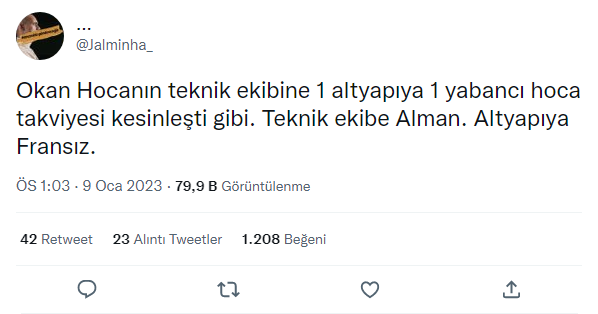 ...
@Jalminha_
Okan Hocanın teknik ekibine 1 altyapıya 1 yabancı hoca
takviyesi kesinleşti gibi. Teknik ekibe Alman. Altyapıya
Fransız.
ÖS 1:03 · 9 Oca 2023 · 79,9 B Görüntülenme
42 Retweet 23 Alıntı Tweetler 1.208 Beğeni